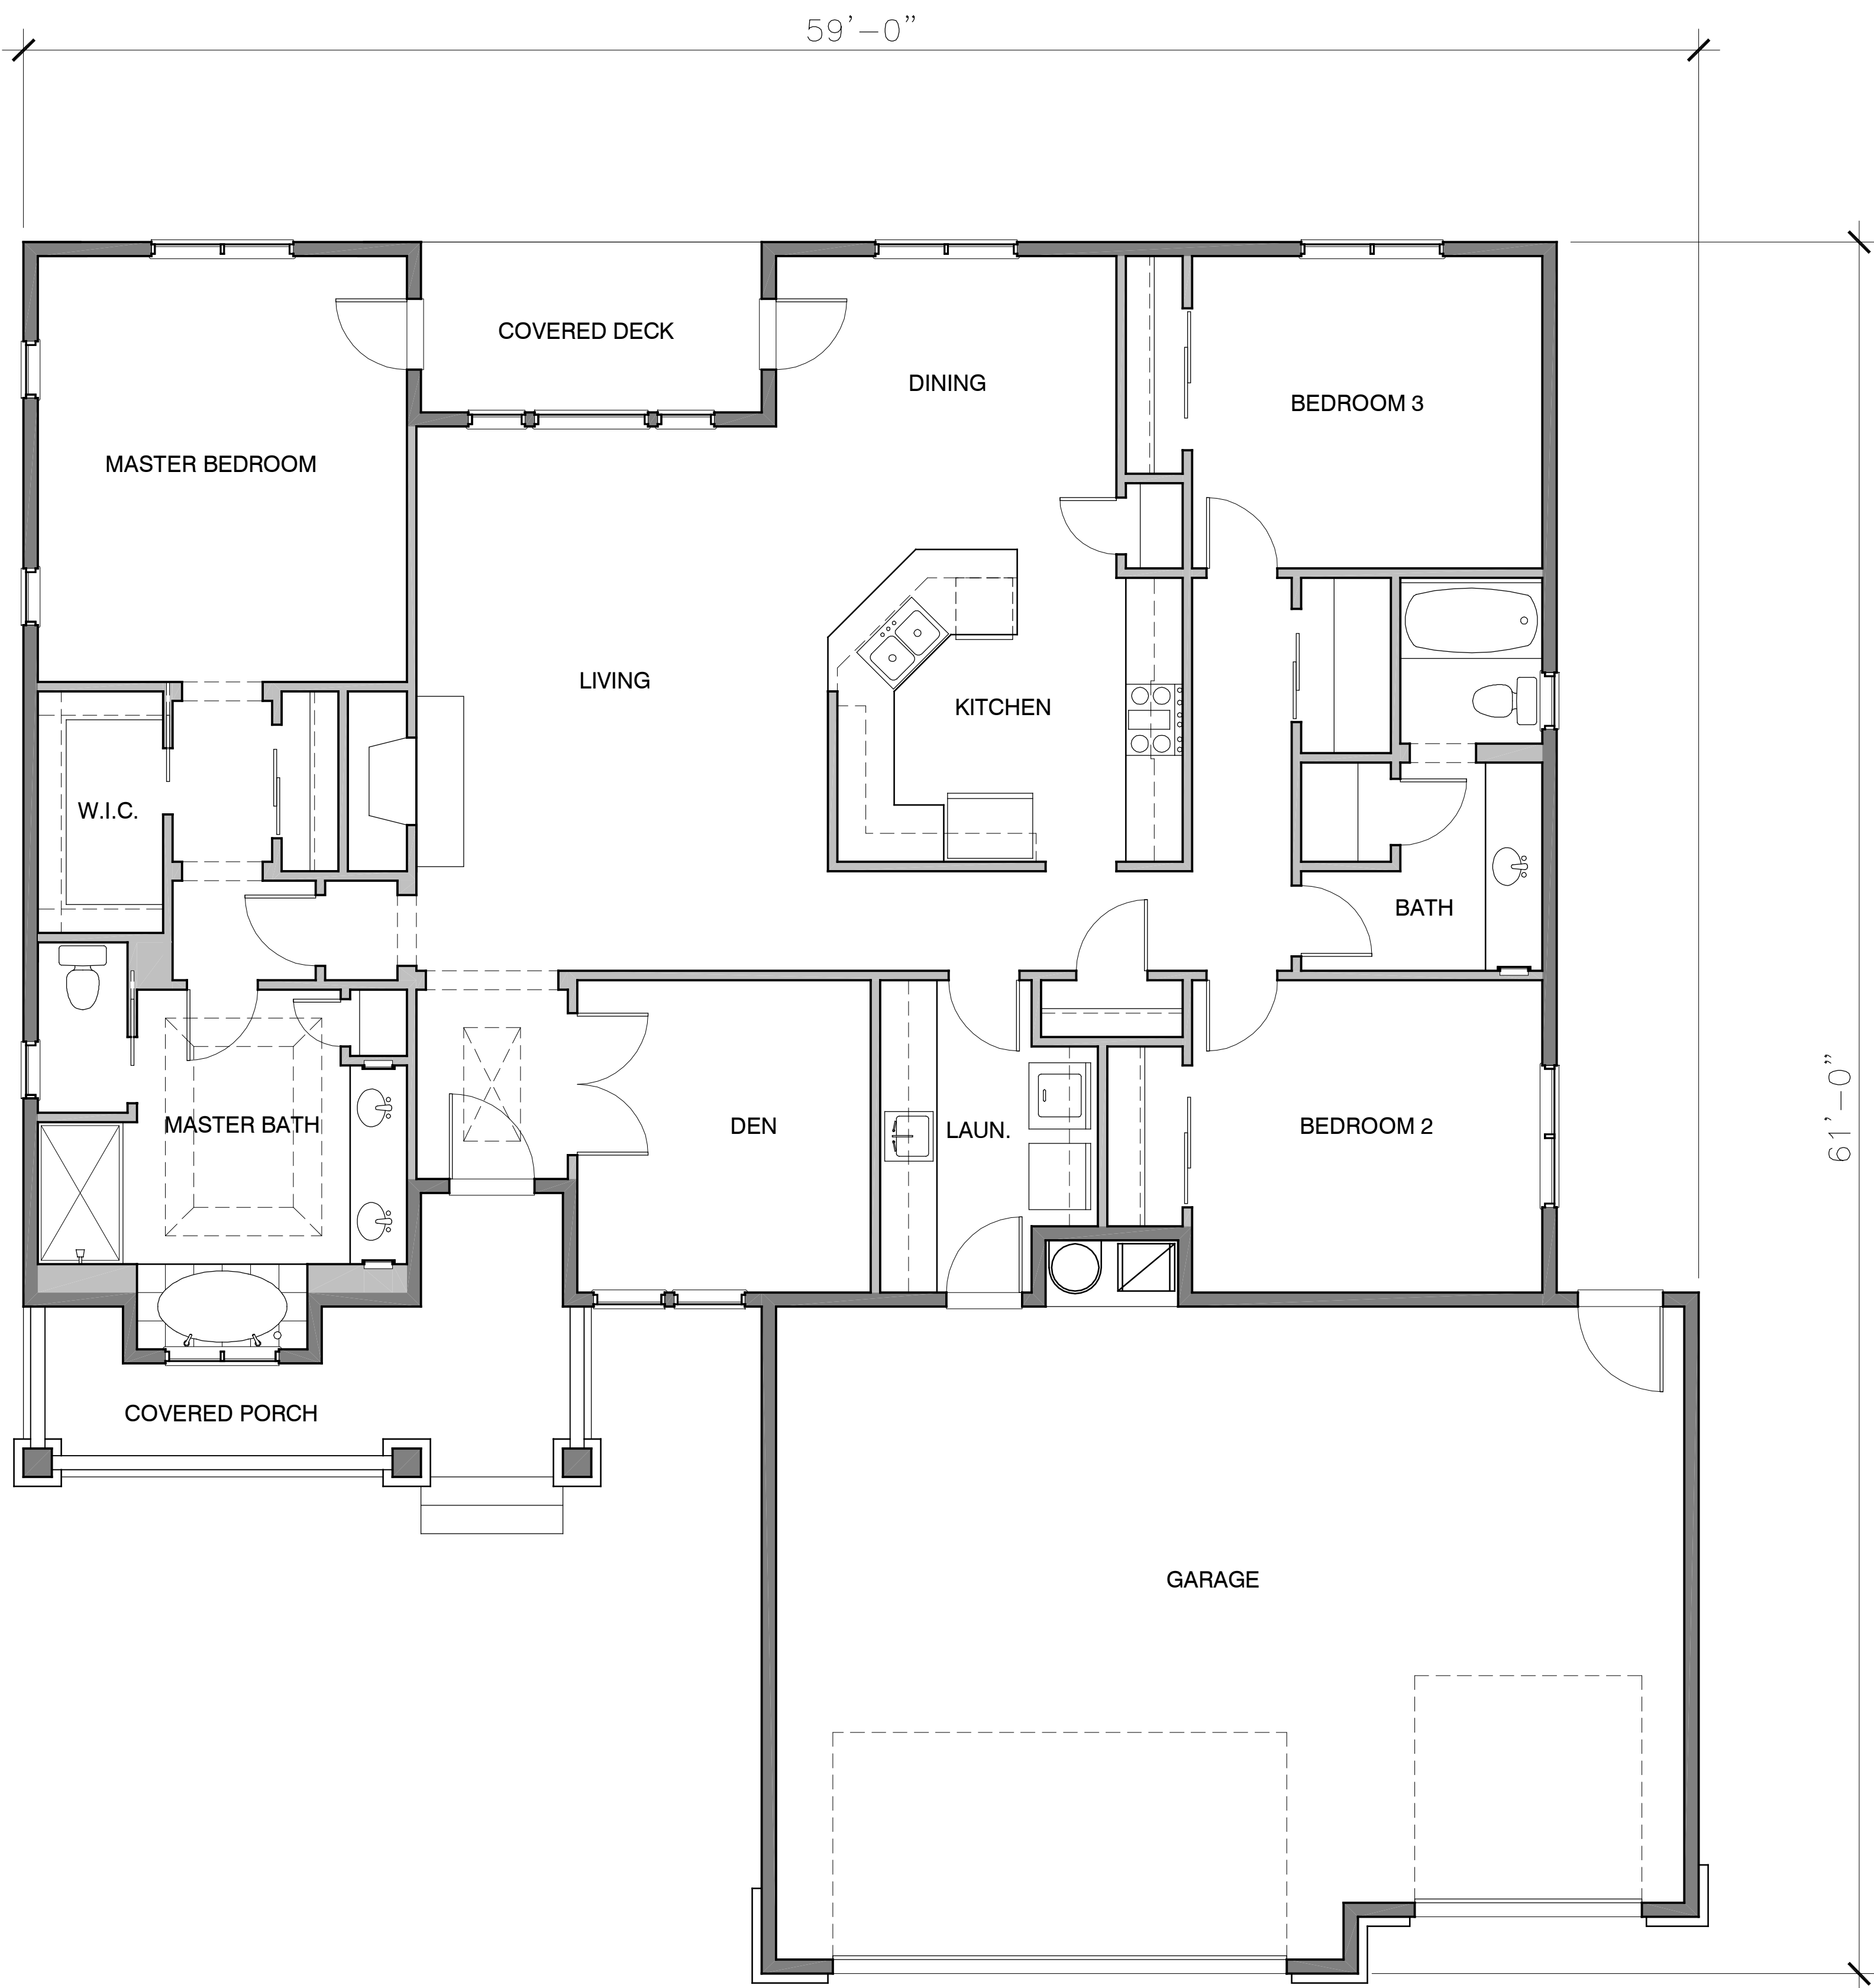 59'-0"
COVERED DECK
DINING
BEDROOM 3
MASTER BEDROOM
LIVING
KITCHEN
W.I.C.
BATH
MASTER BATH
DEN
LAUN.
BEDROOM 2
61'-0"
COVERED PORCH
GARAGE